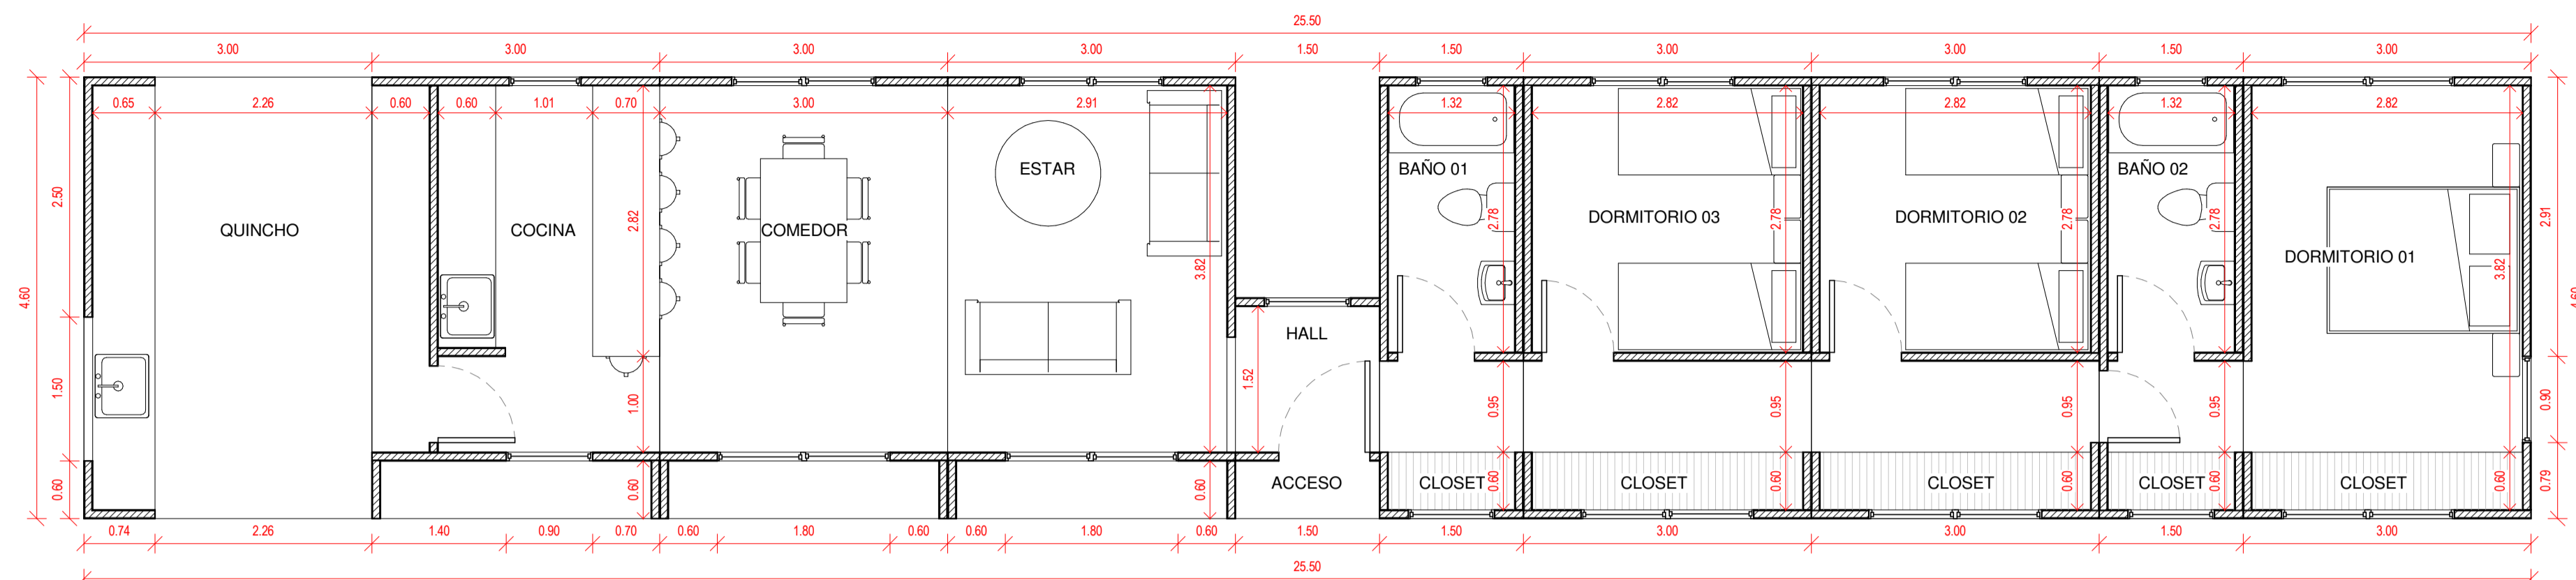 25.50
3.00 3.00 3.00 3.00 1.50 1.50 3.00 3.00 1.50 3.00
0.65 2.26 0.60 0.60 1.01 0.70 3.00 2.91 1.32 2.82 2.82 1.32 2.82
ESTAR BAÑO 01 BAÑO 02
2.50 2.82 2.78 2.78 2.78 2.78 2.91
QUINCHO COCINA COMEDOR DORMITORIO 03 DORMITORIO 02
DORMITORIO 01
4.60 3.82 3.82 4.60
HALL
1.50 1.00 1.52 0.95 0.95 0.95 0.95 0.90
0.60 0.60 0.60 0.60 0.60 0.60 0.60 0.60 0.79
ACCESO CLOSET CLOSET CLOSET CLOSET CLOSET
0.74 2.26 1.40 0.90 0.70 0.60 1.80 0.60 0.60 1.80 0.60 1.50 1.50 3.00 3.00 1.50 3.00
25.50